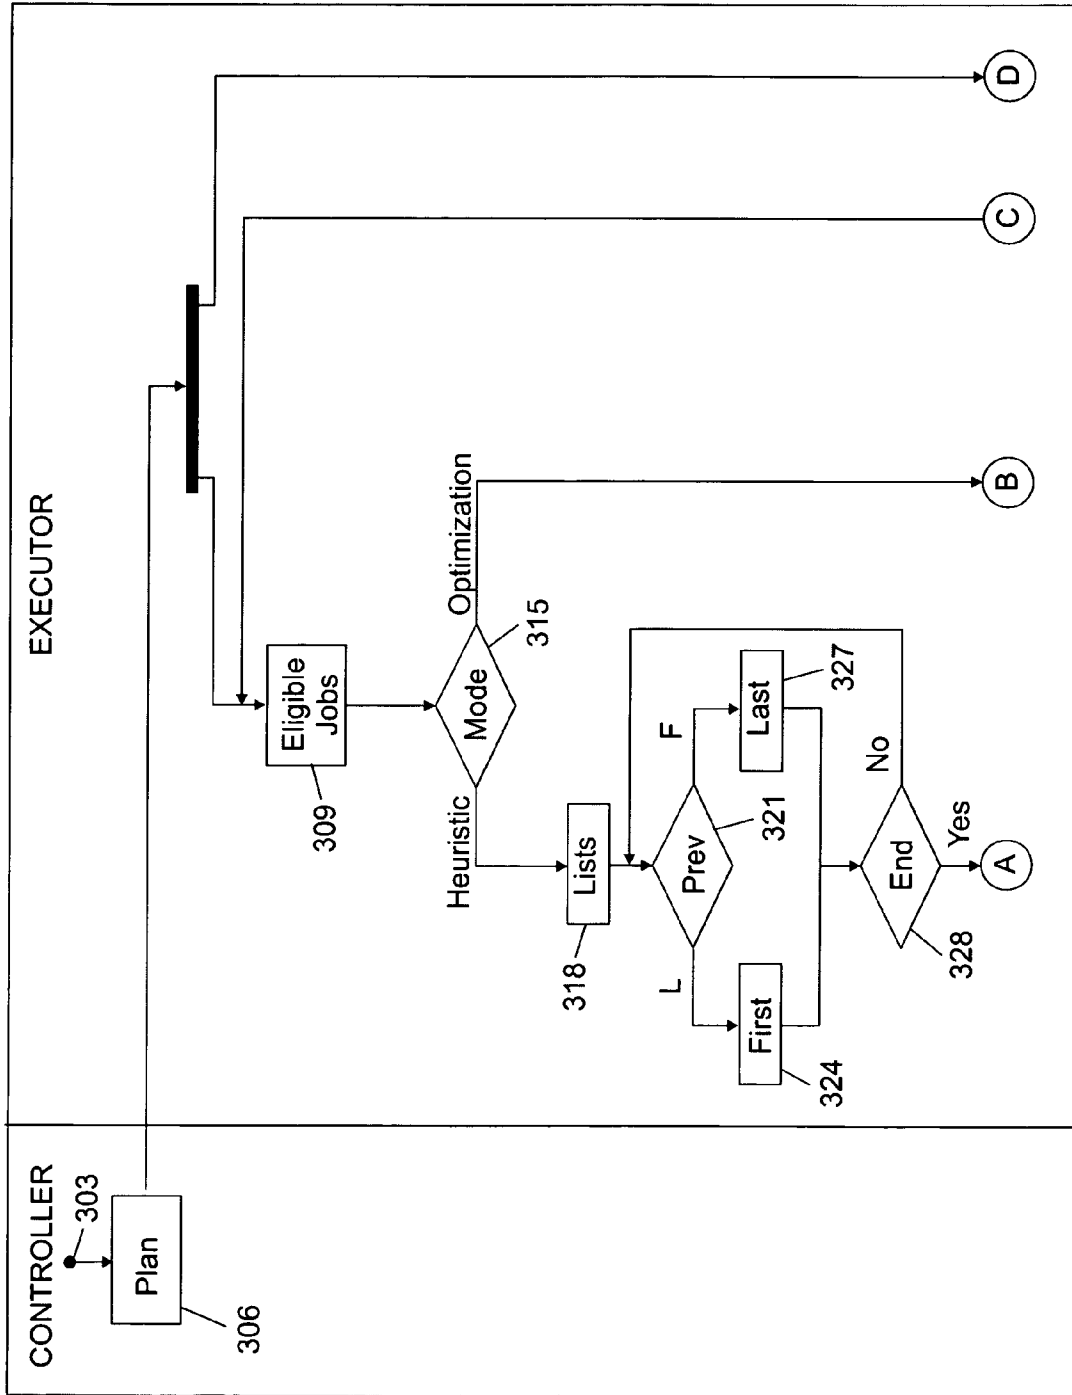 CONTROLLER
EXECUTOR
303
Plan
306
Eligible
Jobs
309
Mode
315
Heuristic
Optimization
Lists
318
Prev
321
L
F
First
324
Last
327
End
328
No
Yes
A
B
C
D